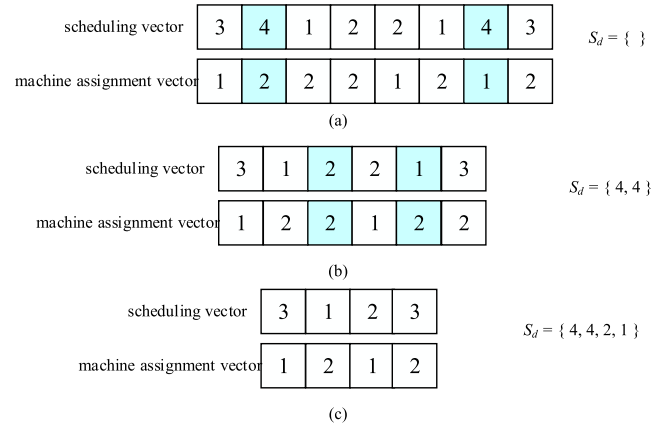 scheduling vector 3 4 1 2 2 1 4 3
S_d = { }
machine assignment vector 1 2 2 2 1 2 1 2
(a)
scheduling vector 3 1 2 2 1 3
S_d = { 4, 4 }
machine assignment vector 1 2 2 1 2 2
(b)
scheduling vector 3 1 2 3
S_d = { 4, 4, 2, 1 }
machine assignment vector 1 2 1 2
(c)